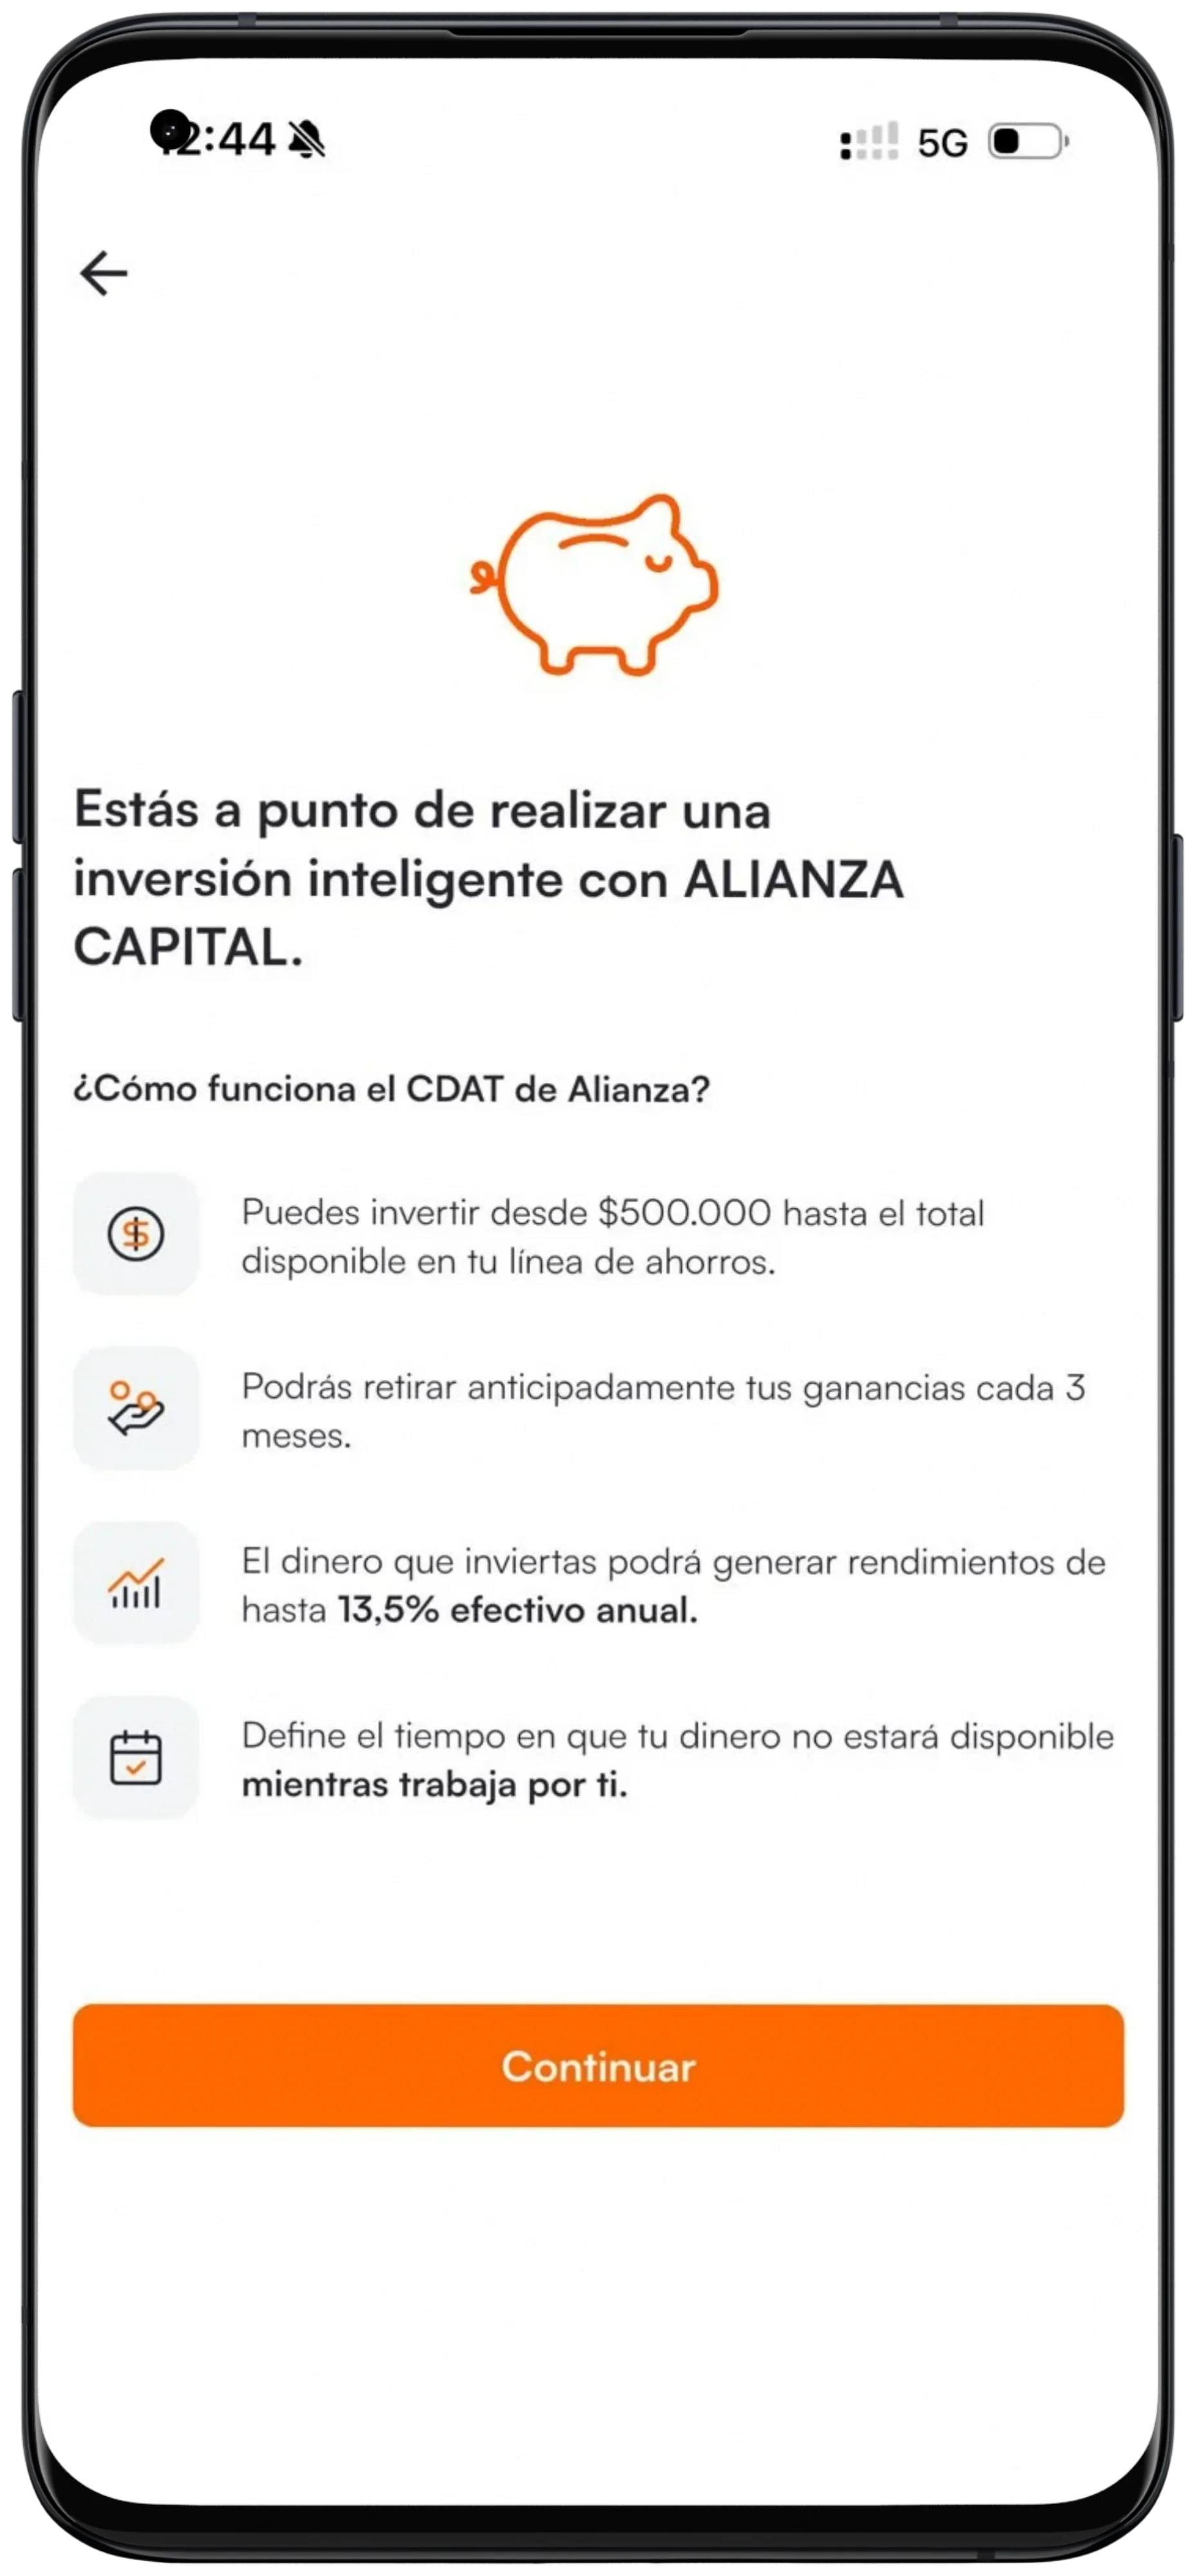 :44
5G
Estás a punto de realizar una
inversión inteligente con ALIANZA
CAPITAL.
¿Cómo funciona el CDAT de Alianza?
Puedes invertir desde $500.000 hasta el total
disponible en tu línea de ahorros.
Podrás retirar anticipadamente tus ganancias cada 3
meses.
El dinero que inviertas podrá generar rendimientos de
hasta 13,5% efectivo anual.
Define el tiempo en que tu dinero no estará disponible
mientras trabaja por ti.
Continuar